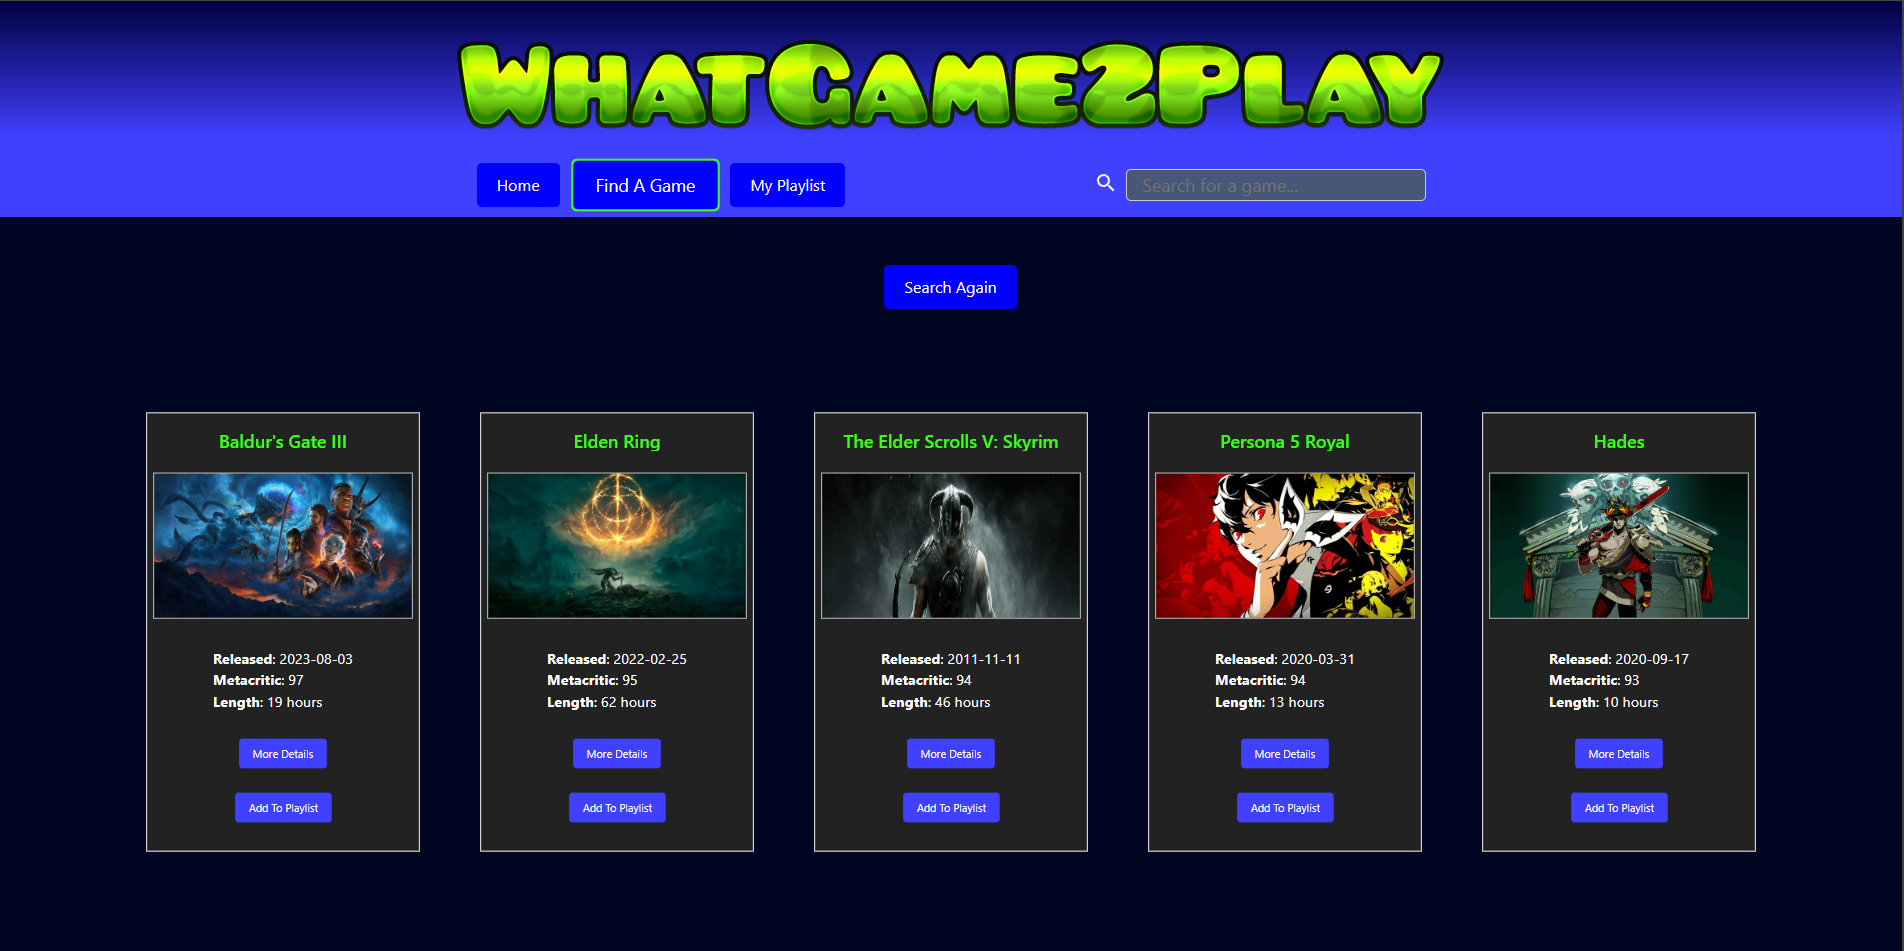 WhatGame2Play
Home
Find A Game
My Playlist
Search for a game...
Search Again
Baldur's Gate III
Released: 2023-08-03
Metacritic: 97
Length: 19 hours
More Details
Add To Playlist
Elden Ring
Released: 2022-02-25
Metacritic: 95
Length: 62 hours
More Details
Add To Playlist
The Elder Scrolls V: Skyrim
Released: 2011-11-11
Metacritic: 94
Length: 46 hours
More Details
Add To Playlist
Persona 5 Royal
Released: 2020-03-31
Metacritic: 94
Length: 13 hours
More Details
Add To Playlist
Hades
Released: 2020-09-17
Metacritic: 93
Length: 10 hours
More Details
Add To Playlist